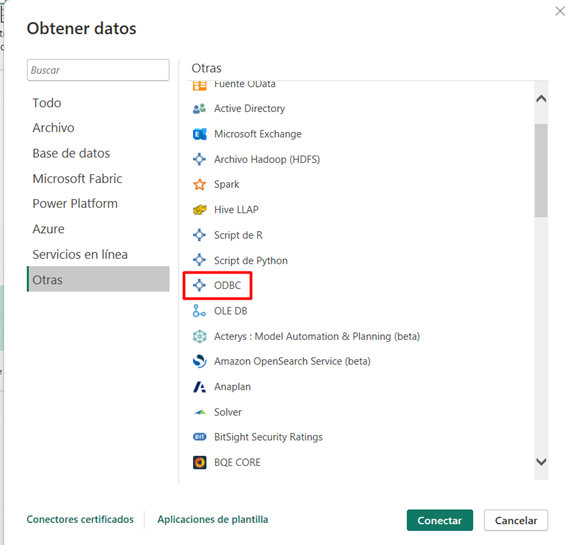 Obtener datos
Buscar
Todo
Archivo
Base de datos
Microsoft Fabric
Power Platform
Azure
Servicios en línea
Otras
Otras
Fuente OData
Active Directory
Microsoft Exchange
Archivo Hadoop (HDFS)
Spark
Hive LLAP
Script de R
Script de Python
ODBC
OLE DB
Acterys : Model Automation & Planning (beta)
Amazon OpenSearch Service (beta)
Anaplan
Solver
BIT BitSight Security Ratings
BQE CORE
Conectores certificados Aplicaciones de plantilla Conectar Cancelar